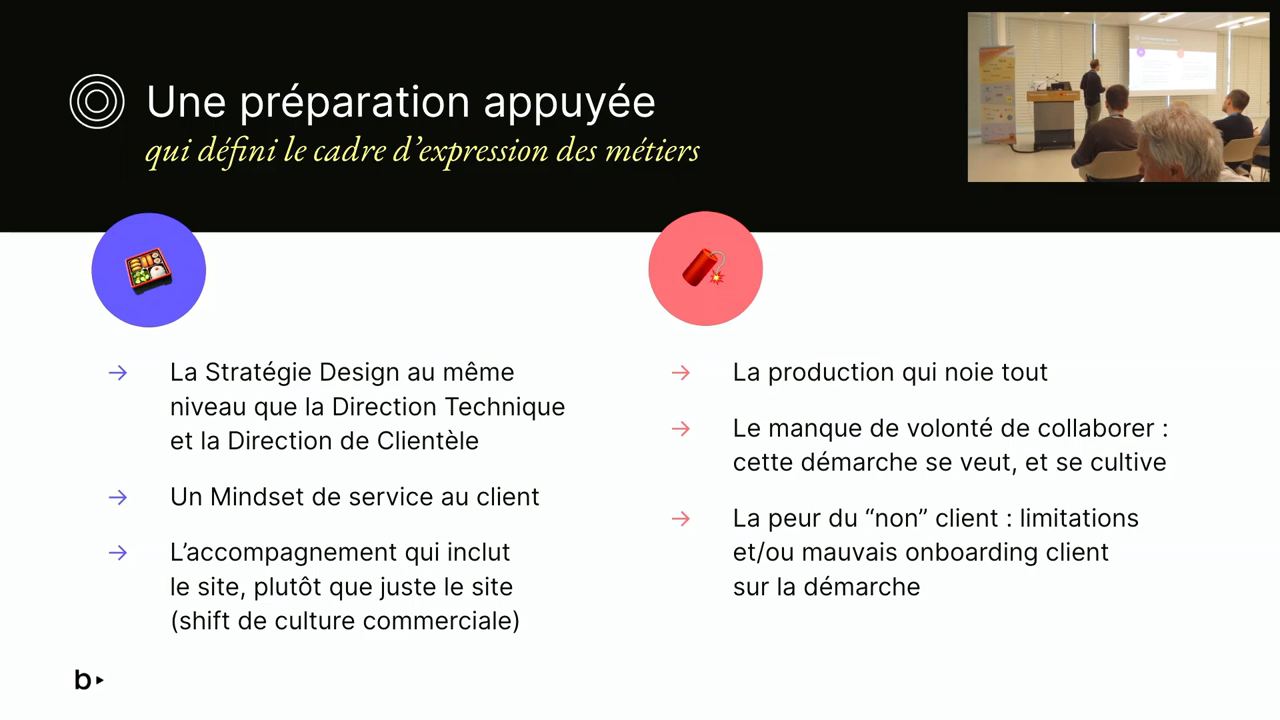 Une préparation appuyée
qui défini le cadre d’expression des métiers
→ La Stratégie Design au même
niveau que la Direction Technique
et la Direction de Clientèle
→ Un Mindset de service au client
→ L’accompagnement qui inclut
le site, plutôt que juste le site
(shift de culture commerciale)
→ La production qui noie tout
→ Le manque de volonté de collaborer :
cette démarche se veut, et se cultive
→ La peur du “non” client : limitations
et/ou mauvais onboarding client
sur la démarche
b